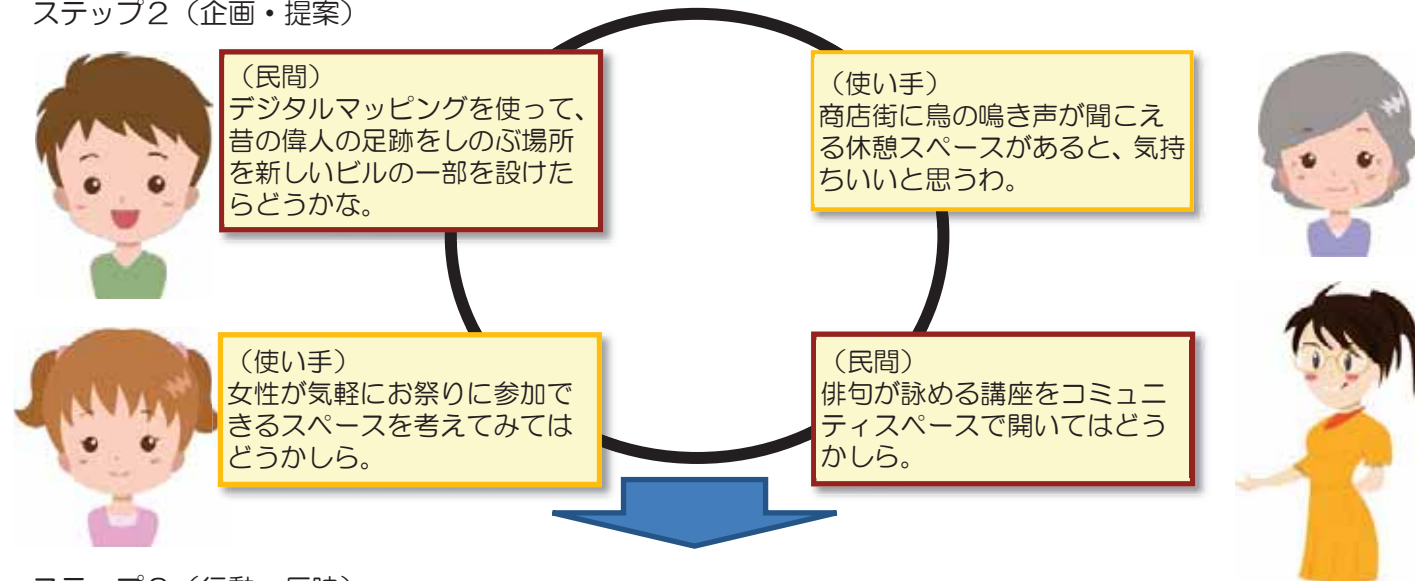 ステップ2（企画・提案）
（民間）
デジタルマッピングを使って、
昔の偉人の足跡をしのぶ場所
を新しいビルの一部を設けた
らどうかな。
（使い手）
商店街に鳥の鳴き声が聞こえ
る休憩スペースがあると、気持
ちいいと思うわ。
（使い手）
女性が気軽にお祭りに参加で
きるスペースを考えてみては
どうかしら。
（民間）
俳句が詠める講座をコミュニ
ティスペースで開いてはどう
かしら。